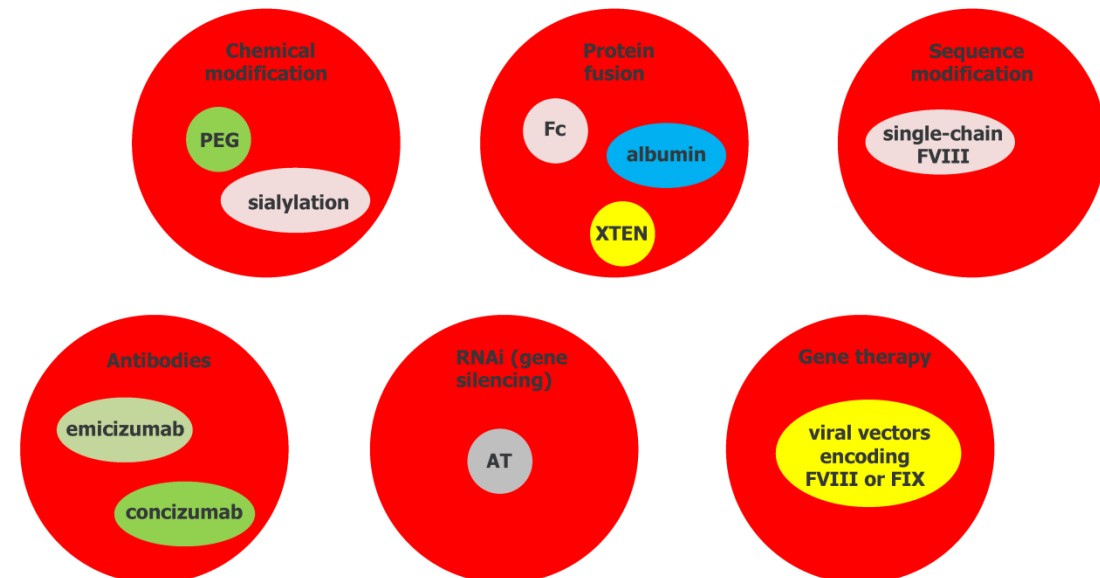 Chemical
modification
PEG
sialylation
Protein
fusion
Fc
albumin
XTEN
Sequence
modification
single-chain
FVIII
Antibodies
emicizumab
concizumab
RNAi (gene
silencing)
AT
Gene therapy
viral vectors
encoding
FVIII or FIX